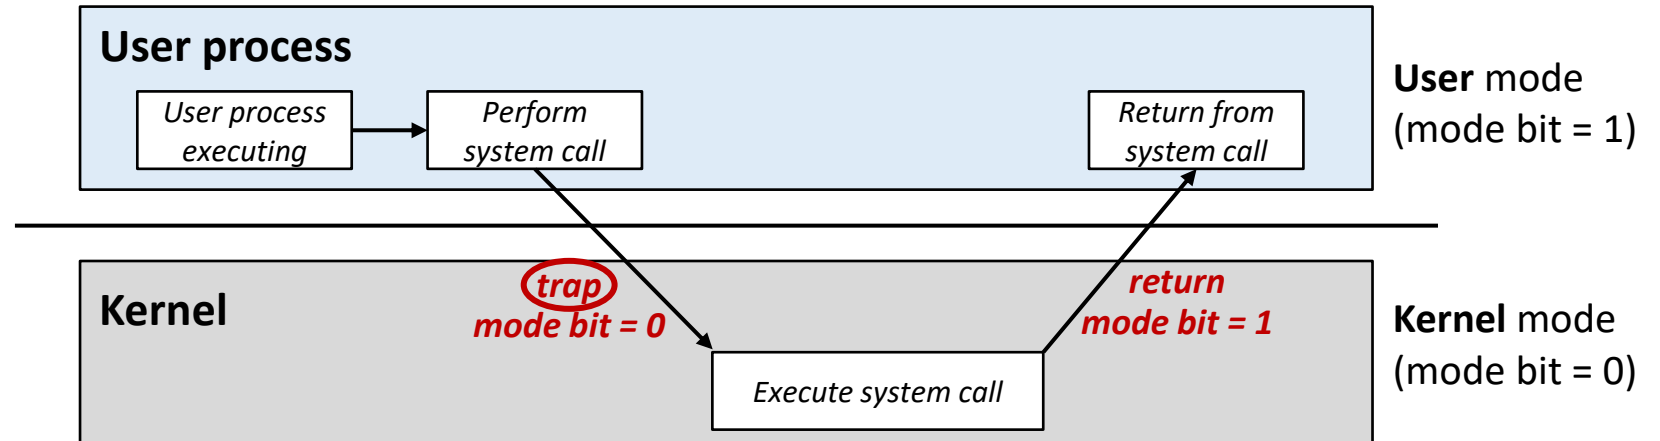 User process
User process
executing
Perform
system call
Return from
system call
User mode
(mode bit = 1)
Kernel
trap
mode bit = 0
return
mode bit = 1
Execute system call
Kernel mode
(mode bit = 0)